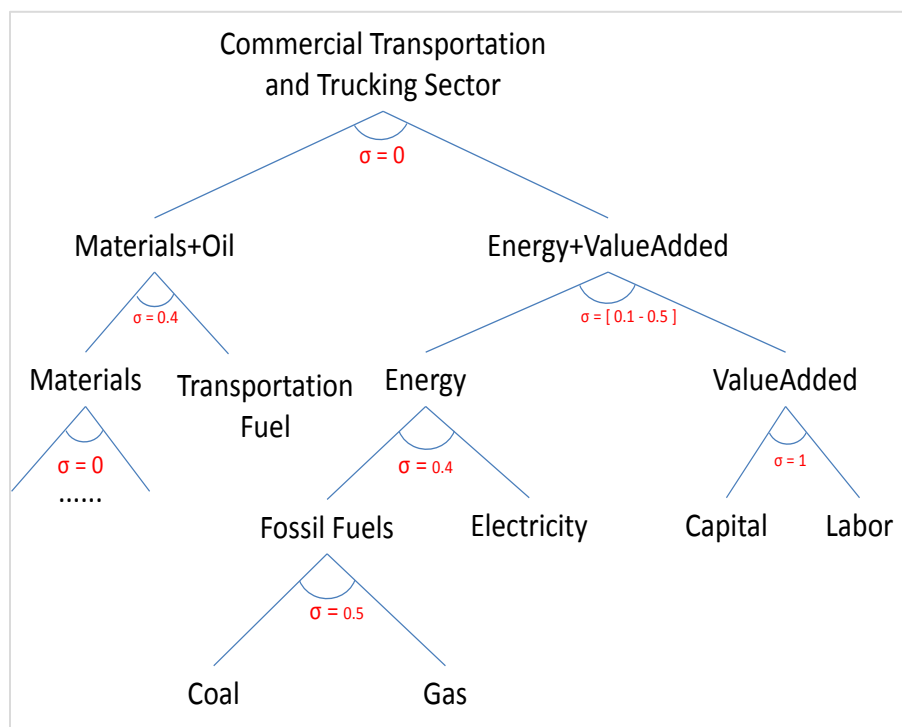 Commercial Transportation
and Trucking Sector
σ = 0
Materials+Oil
Energy+ValueAdded
σ = 0.4
σ = [ 0.1 - 0.5 ]
Materials
Transportation
Fuel
Energy
ValueAdded
σ = 0
......
σ = 0.4
σ = 1
Fossil Fuels
Electricity
Capital
Labor
σ = 0.5
Coal
Gas